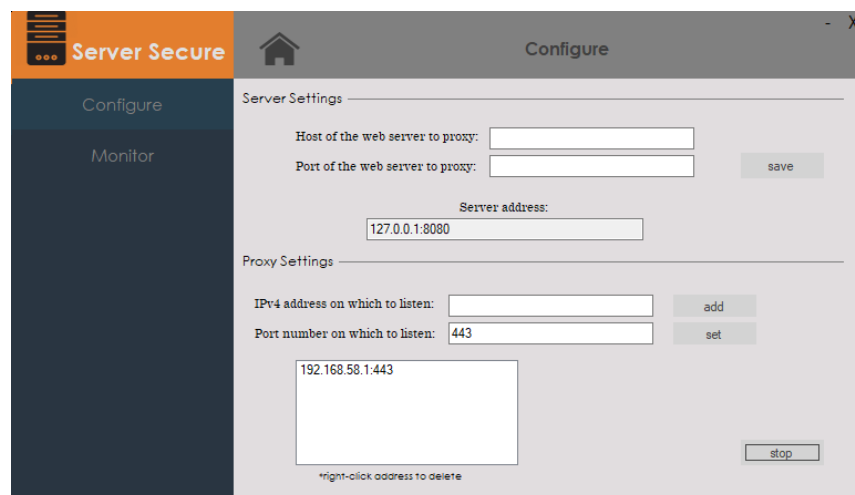 - X
Server Secure
Configure
Configure
Monitor
Server Settings
Host of the web server to proxy:
Port of the web server to proxy:
save
Server address:
127.0.0.1:8080
Proxy Settings
IPv4 address on which to listen:
add
Port number on which to listen: 443
set
192.168.58.1:443
*right-click address to delete
stop